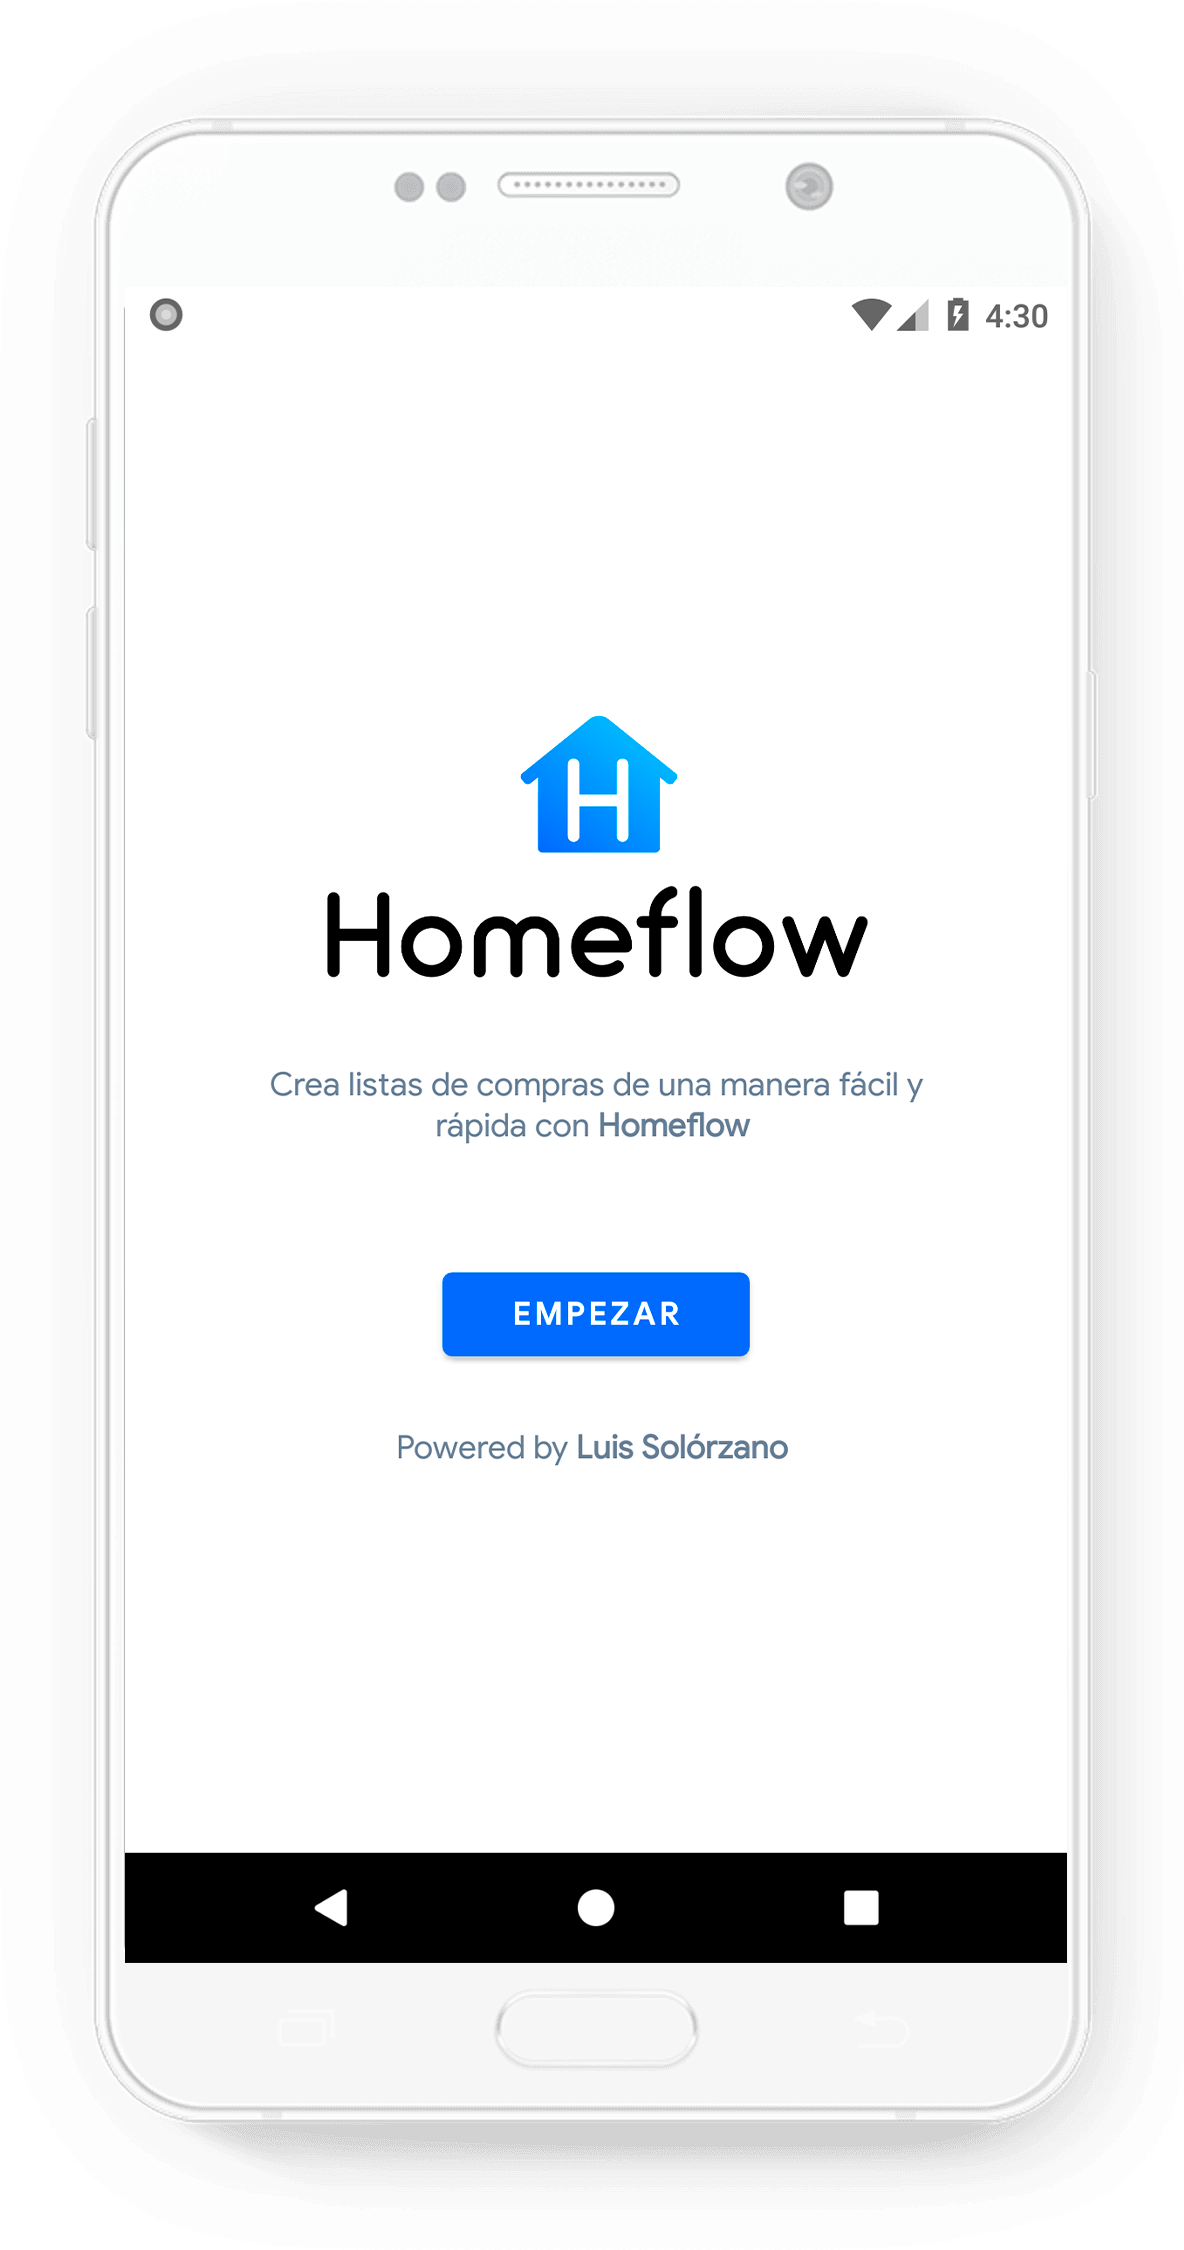 4:30
H
Homeflow
Crea listas de compras de una manera fácil y
rápida con Homeflow
EMPEZAR
Powered by Luis Solórzano